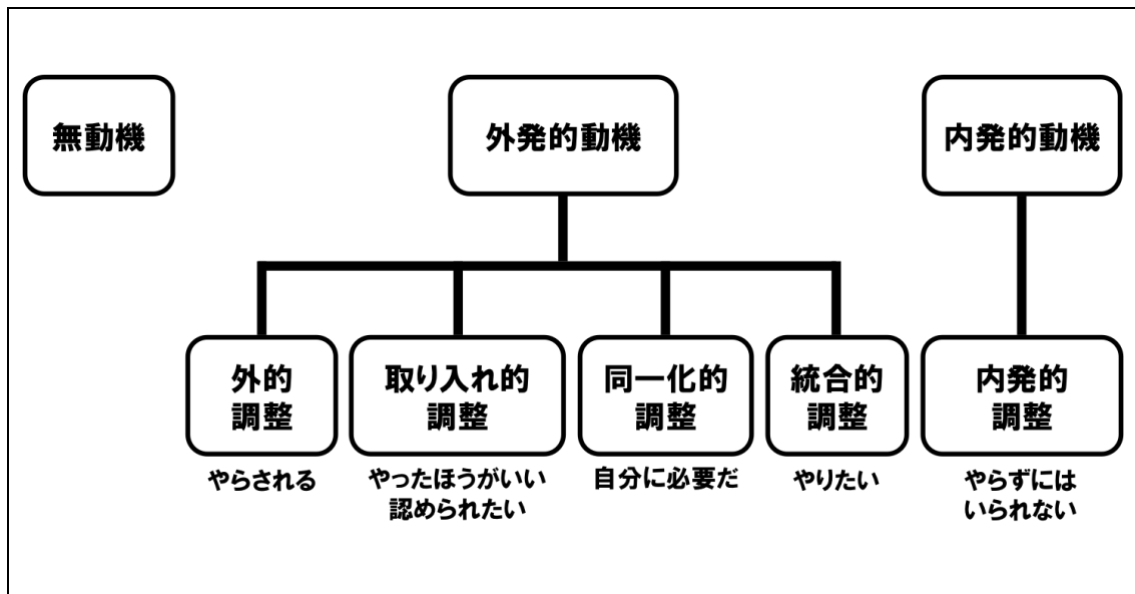 無動機
外発的動機
内発的動機
外的
調整
取り入れ的
調整
同一化的
調整
統合的
調整
内発的
調整
やらされる
やったほうがいい
認められたい
自分に必要だ
やりたい
やらずには
いられない